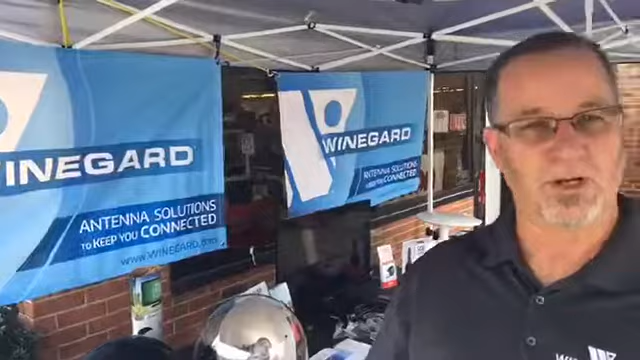 WINEGARD
ANTENNA SOLUTIONS
TO KEEP YOU CONNECTED
www.WINEGARD.com
WINEGARD
ANTENNA SOLUTIONS
TO KEEP YOU CONNECTED